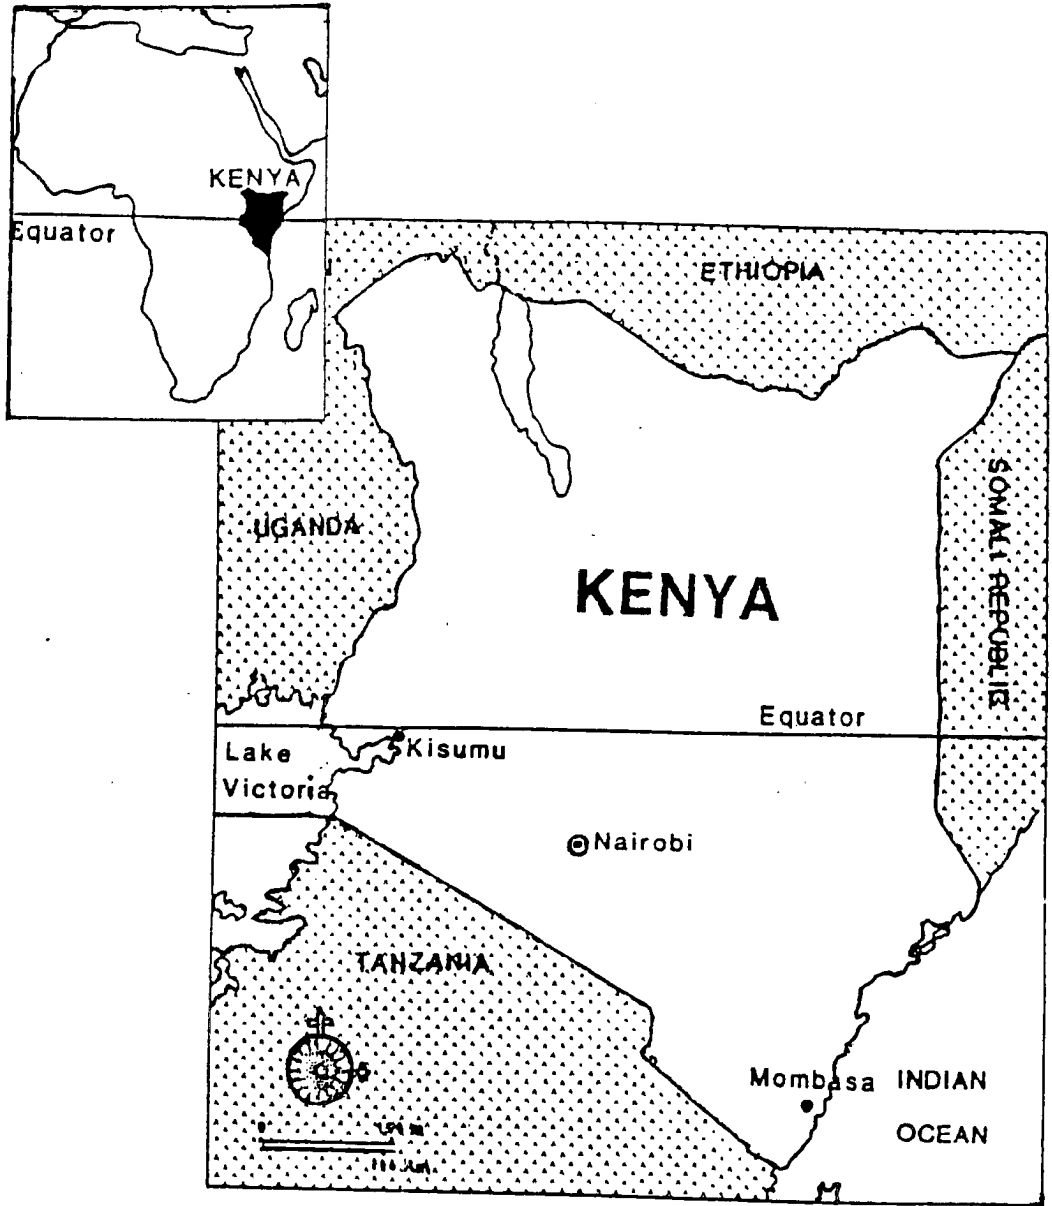 KENYA
Equator
ETHIOPIA
UGANDA
SOMALI REPUBLIC
KENYA
Equator
Lake
Victoria
Kisumu
Nairobi
TANZANIA
Mombasa
INDIAN
OCEAN